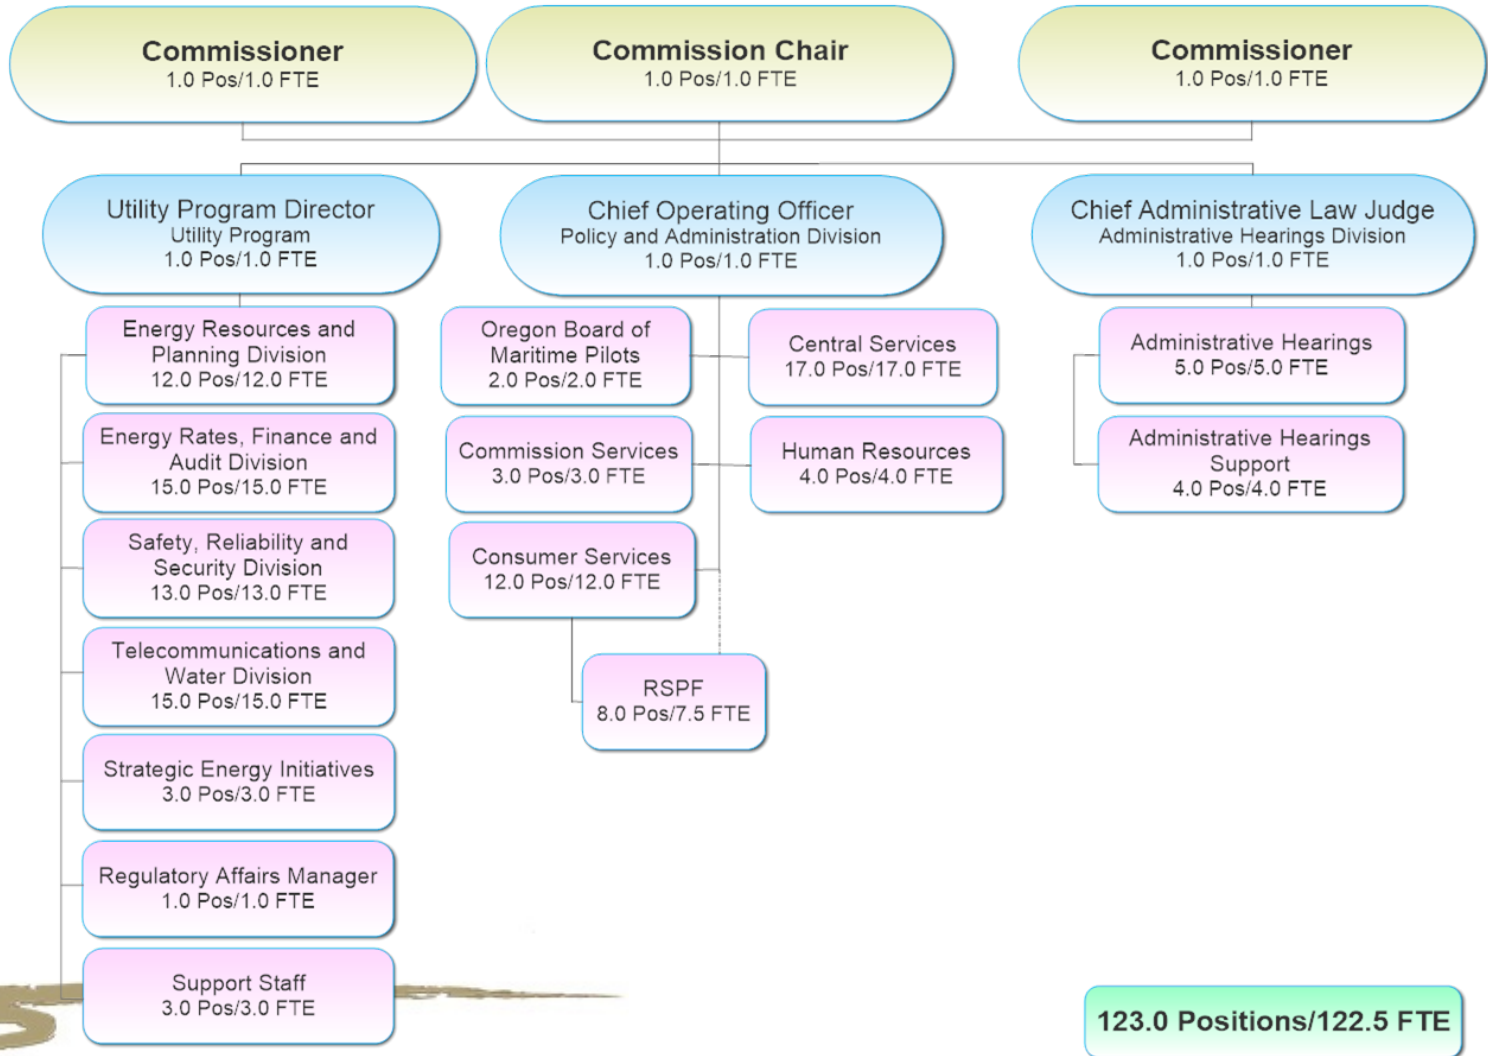 Commissioner
1.0 Pos/1.0 FTE
Commission Chair
1.0 Pos/1.0 FTE
Commissioner
1.0 Pos/1.0 FTE
Utility Program Director
Utility Program
1.0 Pos/1.0 FTE
Chief Operating Officer
Policy and Administration Division
1.0 Pos/1.0 FTE
Chief Administrative Law Judge
Administrative Hearings Division
1.0 Pos/1.0 FTE
Energy Resources and
Planning Division
12.0 Pos/12.0 FTE
Energy Rates, Finance and
Audit Division
15.0 Pos/15.0 FTE
Safety, Reliability and
Security Division
13.0 Pos/13.0 FTE
Telecommunications and
Water Division
15.0 Pos/15.0 FTE
Strategic Energy Initiatives
3.0 Pos/3.0 FTE
Regulatory Affairs Manager
1.0 Pos/1.0 FTE
Support Staff
3.0 Pos/3.0 FTE
Oregon Board of
Maritime Pilots
2.0 Pos/2.0 FTE
Central Services
17.0 Pos/17.0 FTE
Commission Services
3.0 Pos/3.0 FTE
Human Resources
4.0 Pos/4.0 FTE
Consumer Services
12.0 Pos/12.0 FTE
RSPF
8.0 Pos/7.5 FTE
Administrative Hearings
5.0 Pos/5.0 FTE
Administrative Hearings
Support
4.0 Pos/4.0 FTE
123.0 Positions/122.5 FTE